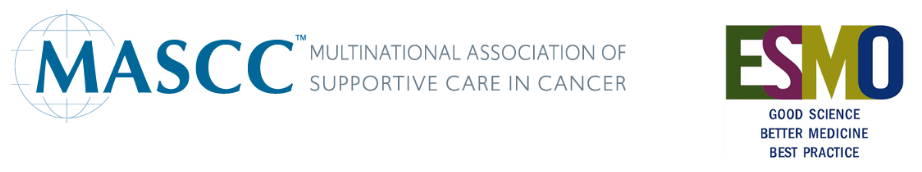 MASCC™
MULTINATIONAL ASSOCIATION OF
SUPPORTIVE CARE IN CANCER
ESMO
GOOD SCIENCE
BETTER MEDICINE
BEST PRACTICE